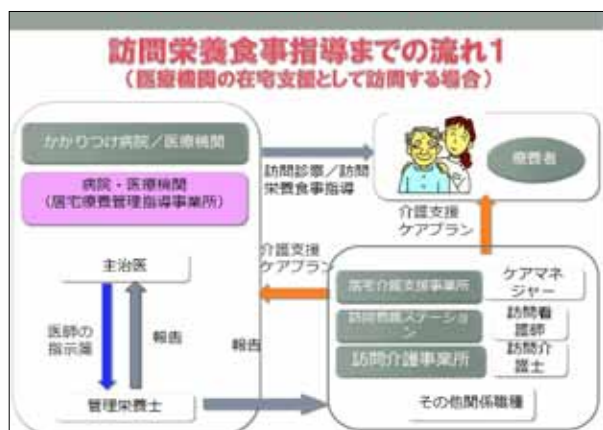 訪問栄養食事指導までの流れ1
(医療機関の在宅支援として訪問する場合)
かかりつけ病院/医療機関
病院・医療機関
(居宅療養管理指導事業所)
主治医
医師の
指示箋
報告
管理栄養士
訪問診察/訪問
栄養食事指導
療養者
介護支援
ケアプラン
介護支援
ケアプラン
報告
居宅介護支援事業所
ケアマネ
ジャー
訪問看護ステーショ
ン
訪問看
護師
訪問介護事業所
訪問介
護士
その他関係職種